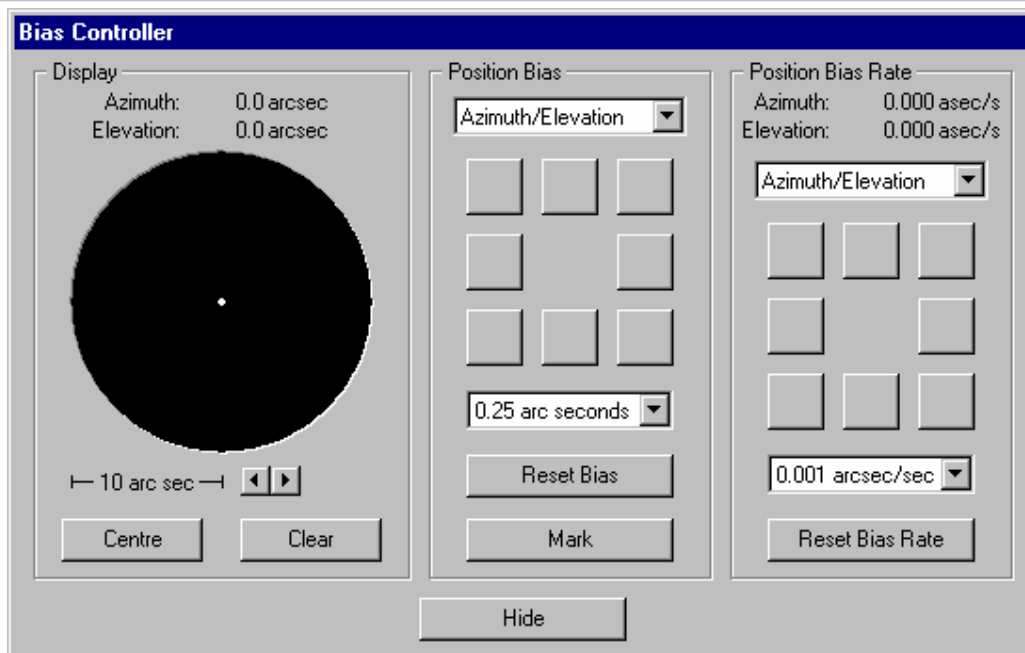 Bias Controller
Display
Azimuth: 0.0 arcsec
Elevation: 0.0 arcsec
10 arc sec
Centre
Clear
Position Bias
Azimuth/Elevation
0.25 arc seconds
Reset Bias
Mark
Position Bias Rate
Azimuth: 0.000 asec/s
Elevation: 0.000 asec/s
Azimuth/Elevation
0.001 arcsec/sec
Reset Bias Rate
Hide